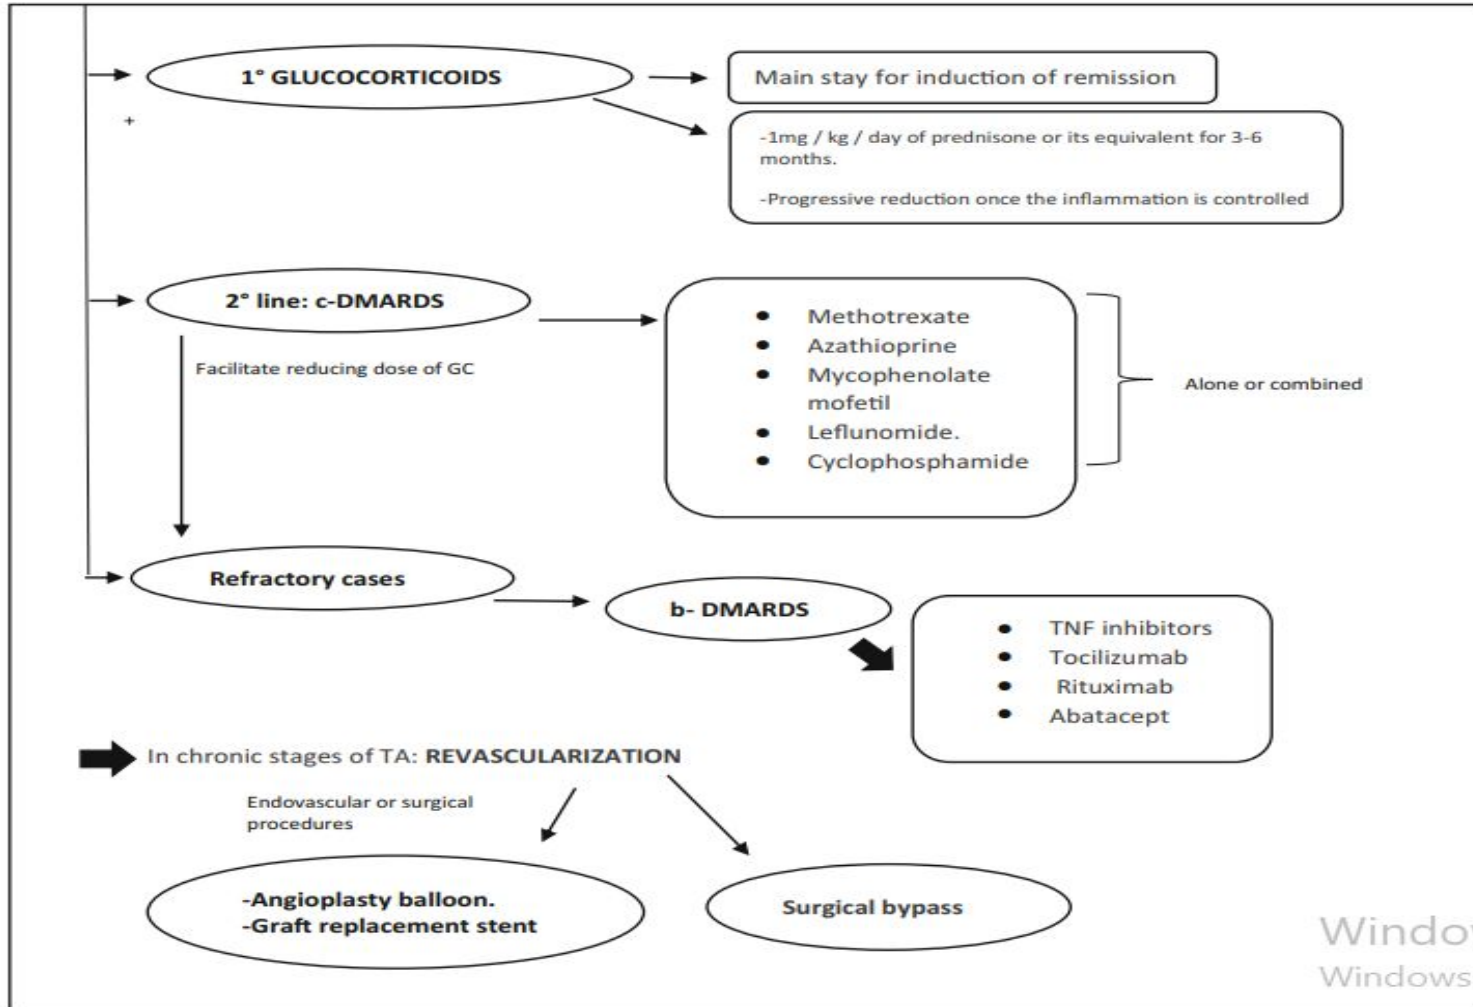 1° GLUCOCORTICOIDS
Main stay for induction of remission
+
-1mg / kg / day of prednisone or its equivalent for 3-6
months.
-Progressive reduction once the inflammation is controlled
2° line: c-DMARDS
Facilitate reducing dose of GC
● Methotrexate
● Azathioprine
● Mycophenolate
mofetil
● Leflunomide.
● Cyclophosphamide
Alone or combined
Refractory cases
b- DMARDS
● TNF inhibitors
● Tocilizumab
● Rituximab
● Abatacept
In chronic stages of TA: REVASCULARIZATION
Endovascular or surgical
procedures
-Angioplasty balloon.
-Graft replacement stent
Surgical bypass
Windows